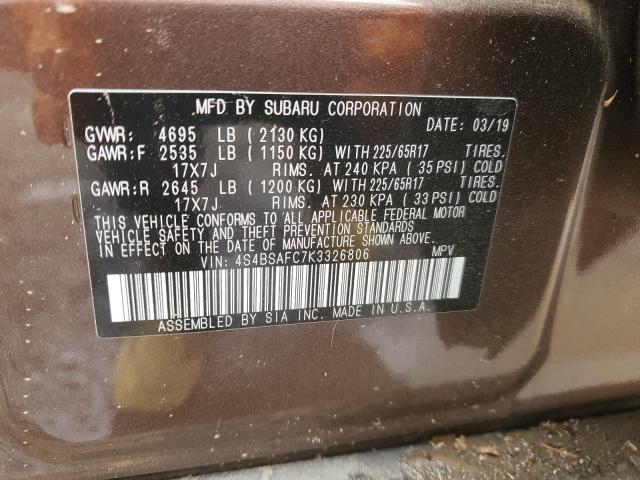 MFD BY SUBARU CORPORATION
GVWR: 4695 LB ( 2130 KG) DATE: 03/19
GAWR:F 2535 LB ( 1150 KG) WITH 225/65R17 TIRES.
17X7J RIMS. AT 240 KPA ( 35 PSI) COLD
GAWR:R 2645 LB ( 1200 KG) WITH 225/65R17 TIRES.
17X7J RIMS. AT 230 KPA ( 33 PSI) COLD
THIS VEHICLE CONFORMS TO ALL APPLICABLE FEDERAL MOTOR
VEHICLE SAFETY AND THEFT PREVENTION STANDARDS
IN EFFECT ON THE DATE OF MANUFACTURE SHOWN ABOVE.
VIN: 4S4BSAFC7K3326806 MPV
ASSEMBLED BY SIA INC. MADE IN U.S.A.